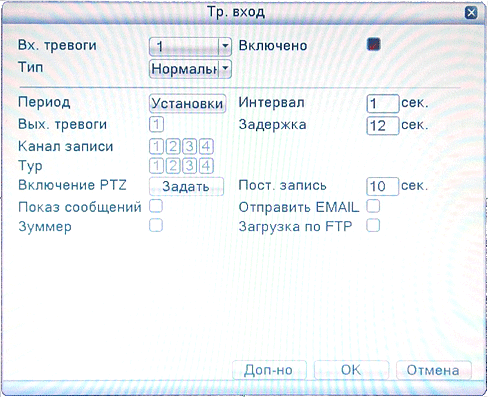 Тр. вход
Вх. тревоги 1 Включено
Тип Нормальн
Период Установки Интервал 1 сек.
Вых. тревоги 1 Задержка 12 сек.
Канал записи 1 2 3 4
Тур 1 2 3 4
Включение PTZ Задать Пост. запись 10 сек.
Показ сообщений Отправить EMAIL
Зуммер Загрузка по FTP
Доп-но OK Отмена